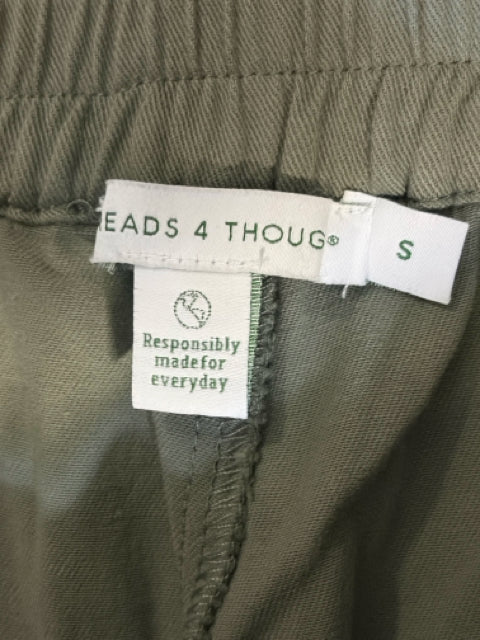 EADS 4 THOUG®
S
Responsibly
madefor
everyday